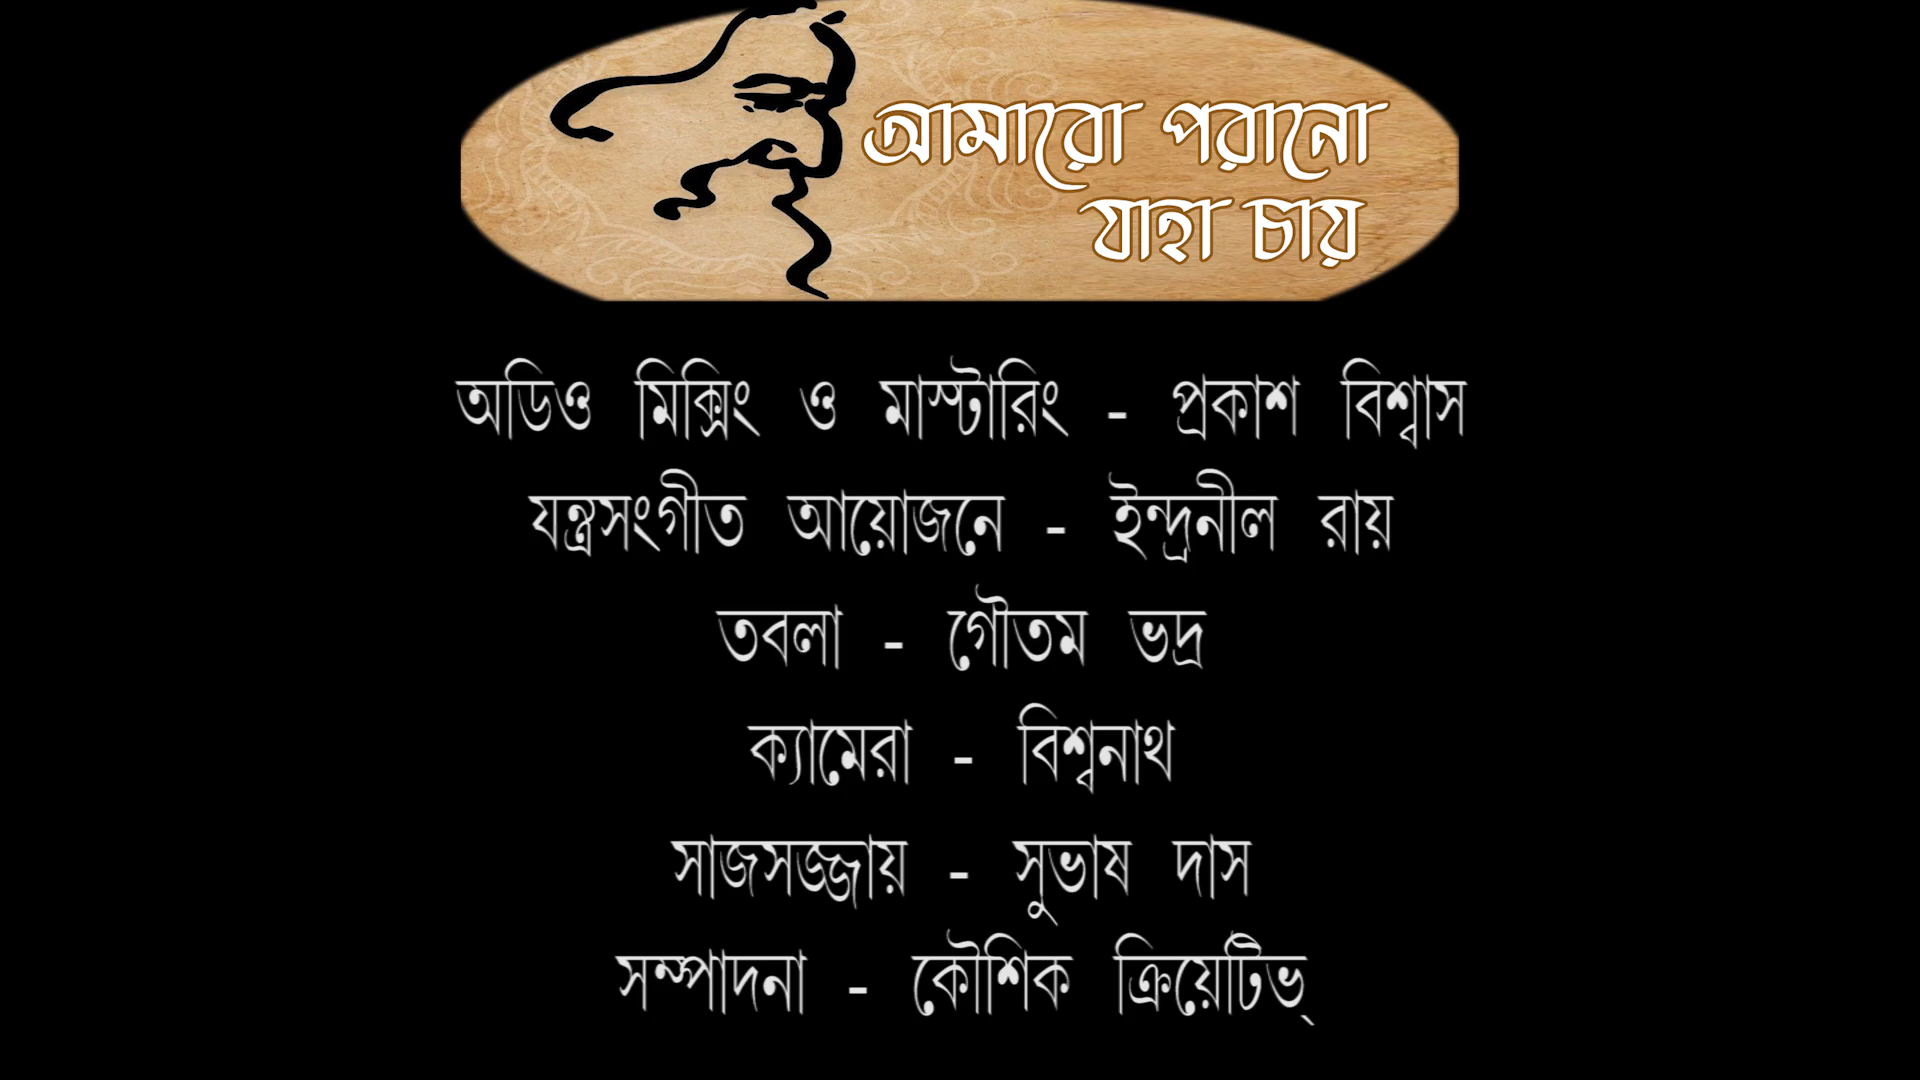 আমারো পরানো
যাহা চায়
অডিও মিক্সিং ও মাস্টারিং - প্রকাশ বিশ্বাস
যন্ত্রসংগীত আয়োজনে - ইন্দ্রনীল রায়
তবলা - গৌতম ভদ্র
ক্যামেরা - বিশ্বনাথ
সাজসজ্জায় - সুভাষ দাস
সম্পাদনা - কৌশিক ক্রিয়েটিভ্